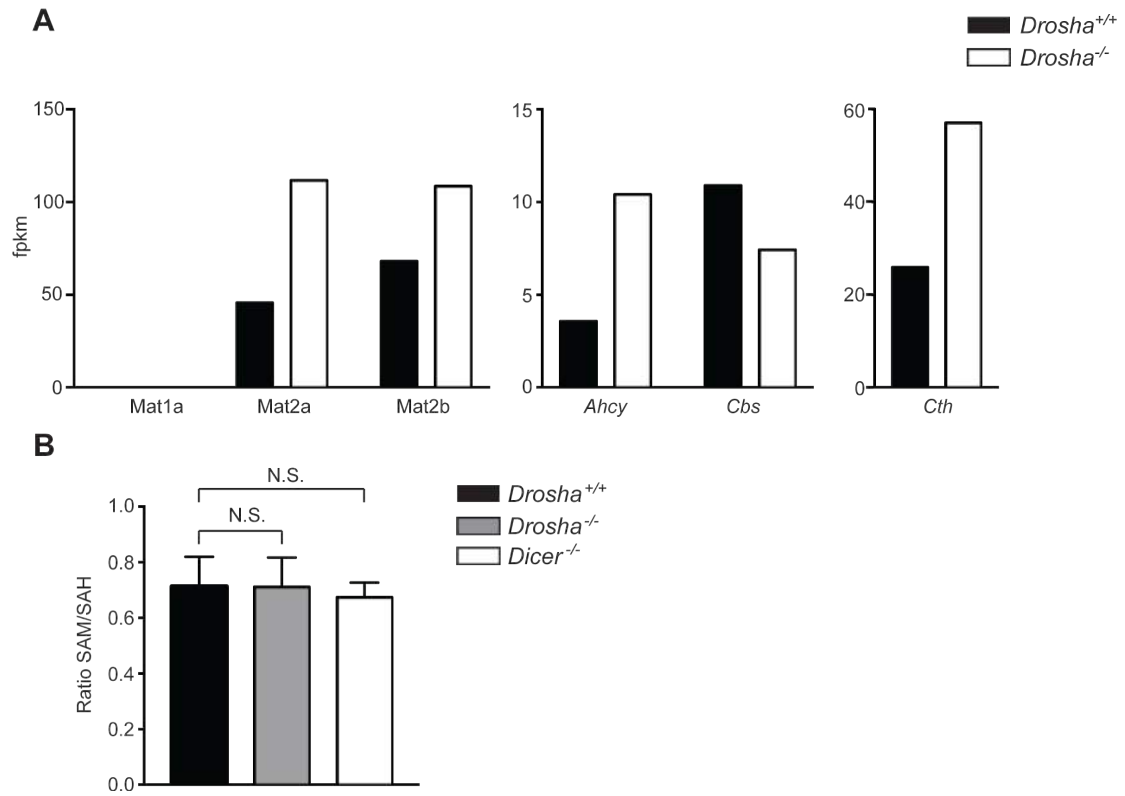 A
Drosha+/+
Drosha-/-
150
100
50
0
fpkm
Mat1a Mat2a Mat2b
15
10
5
0
Ahcy Cbs
60
40
20
0
Cth
B
N.S.
N.S.
1.0
0.8
0.6
0.4
0.2
0.0
Ratio SAM/SAH
Drosha+/+
Drosha-/-
Dicer-/-